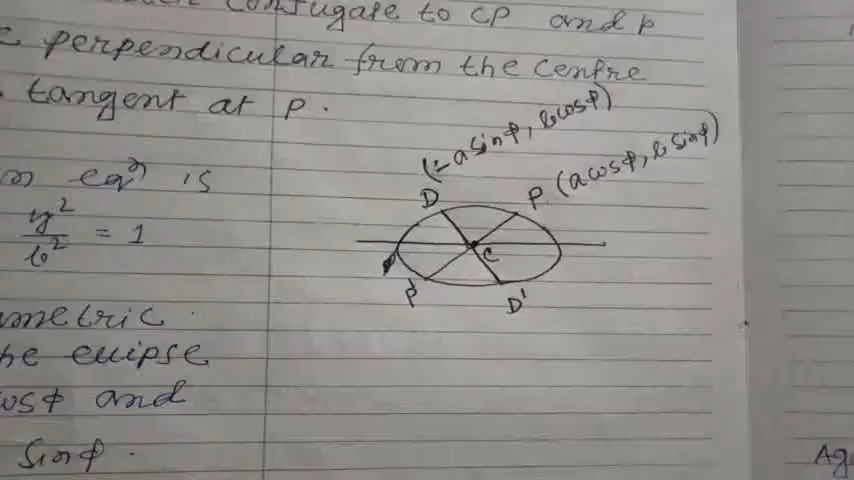 conjugate to CP and p
perpendicular from the centre
tangent at P.
(-a sinφ, b cosφ)
P (a cosφ, b sinφ)
D
eqⁿ is
y²/b² = 1
C
P'
D'
metric
he ellipse
cosφ and
sinφ.
Ag